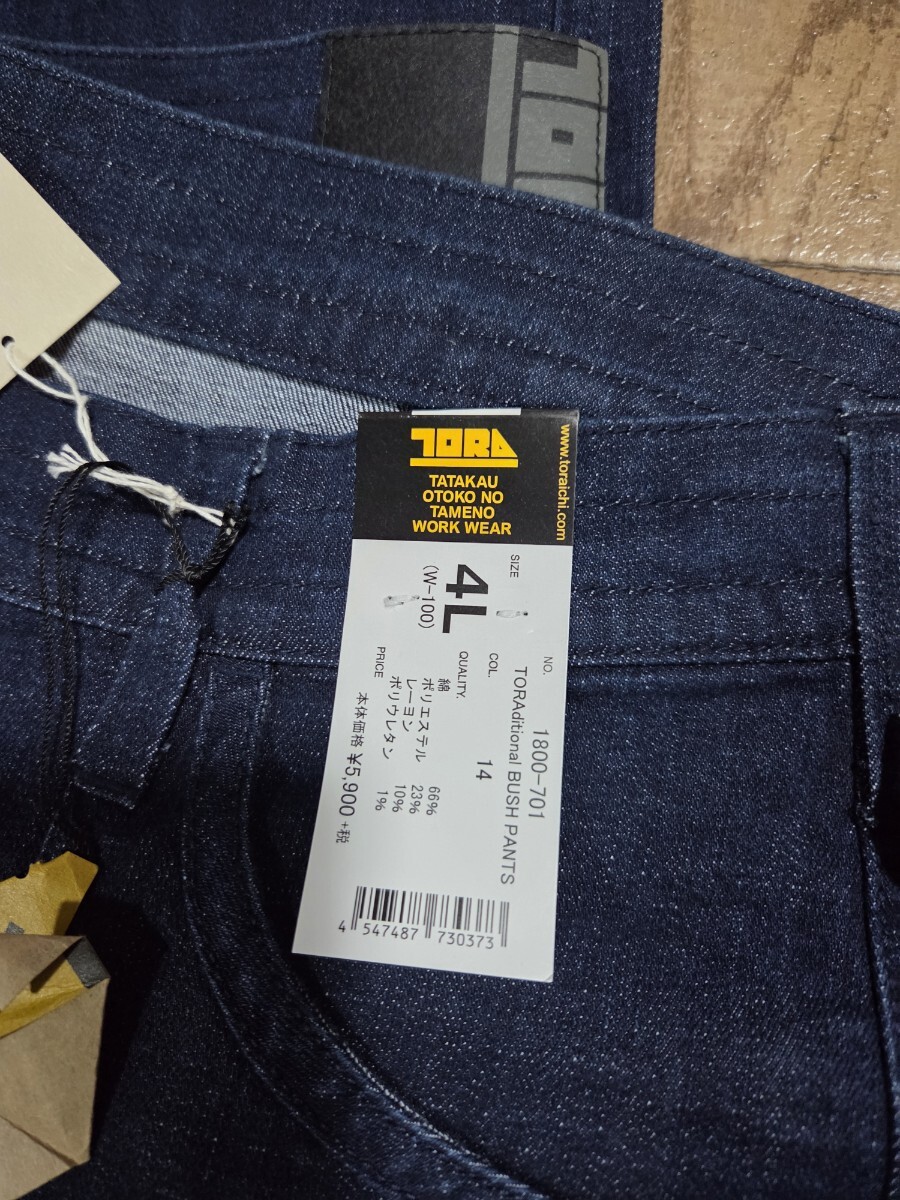 TORA
TORA
TATAKAU
OTOKO NO
TAMENO
WORK WEAR
www.toraichi.com
NO.
1800-701
TORAditional BUSH PANTS
COL.
14
SIZE
4L
(W-100)
QUALITY.
綿 66%
ポリエステル 23%
レーヨン 10%
ポリウレタン 1%
PRICE
本体価格 ¥5,900 +税
4 547487 730373